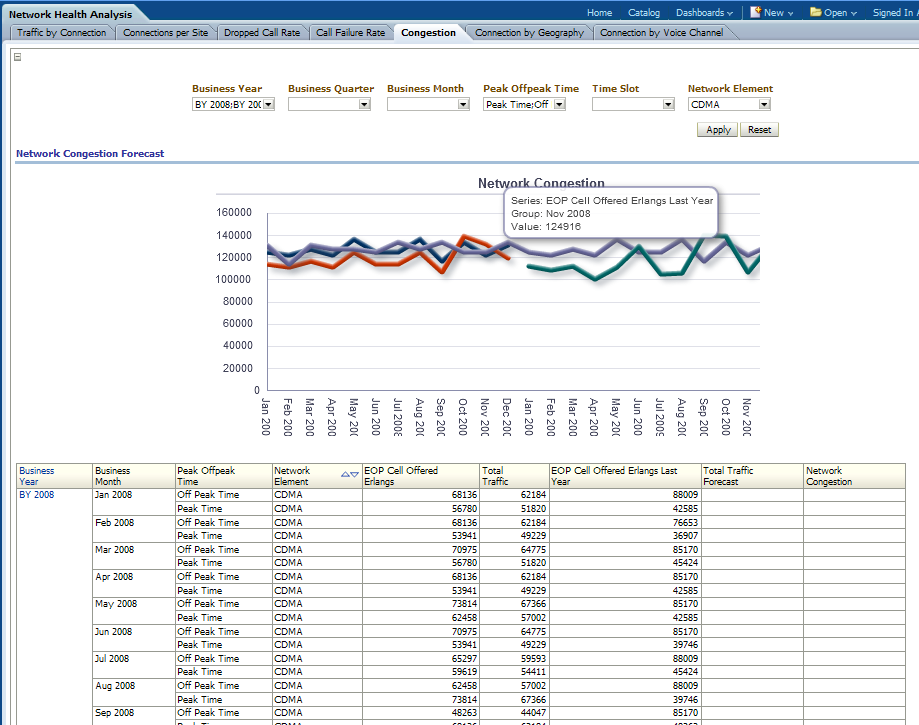 Network Health Analysis
Home Catalog Dashboards New Open Signed In
Traffic by Connection Connections per Site Dropped Call Rate Call Failure Rate Congestion Connection by Geography Connection by Voice Channel
Business Year Business Quarter Business Month Peak Offpeak Time Time Slot Network Element
BY 2008;BY 200 Peak Time;Off CDMA
Apply Reset
Network Congestion Forecast
Network Congestion
Series: EOP Cell Offered Erlangs Last Year
Group: Nov 2008
Value: 124916
160000
140000
120000
100000
80000
60000
40000
20000
0
Jan 200 Feb 200 Mar 200 Apr 200 May 200 Jun 200 Jul 2008 Aug 200 Sep 200 Oct 200 Nov 200 Dec 200 Jan 200 Feb 200 Mar 200 Apr 200 May 200 Jun 200 Jul 2009 Aug 200 Sep 200 Oct 200 Nov 200
Business Year Business Month Peak Offpeak Time Network Element EOP Cell Offered Erlangs Total Traffic EOP Cell Offered Erlangs Last Year Total Traffic Forecast Network Congestion
BY 2008 Jan 2008 Off Peak Time CDMA 68136 62184 88009
Peak Time CDMA 56780 51820 42585
Feb 2008 Off Peak Time CDMA 68136 62184 76653
Peak Time CDMA 53941 49229 36907
Mar 2008 Off Peak Time CDMA 70975 64775 85170
Peak Time CDMA 56780 51820 45424
Apr 2008 Off Peak Time CDMA 68136 62184 85170
Peak Time CDMA 53941 49229 42585
May 2008 Off Peak Time CDMA 73814 67366 85170
Peak Time CDMA 62458 57002 42585
Jun 2008 Off Peak Time CDMA 70975 64775 85170
Peak Time CDMA 53941 49229 39746
Jul 2008 Off Peak Time CDMA 65297 59593 88009
Peak Time CDMA 59619 54411 45424
Aug 2008 Off Peak Time CDMA 62458 57002 88009
Peak Time CDMA 73814 67366 39746
Sep 2008 Off Peak Time CDMA 48263 44047 85170